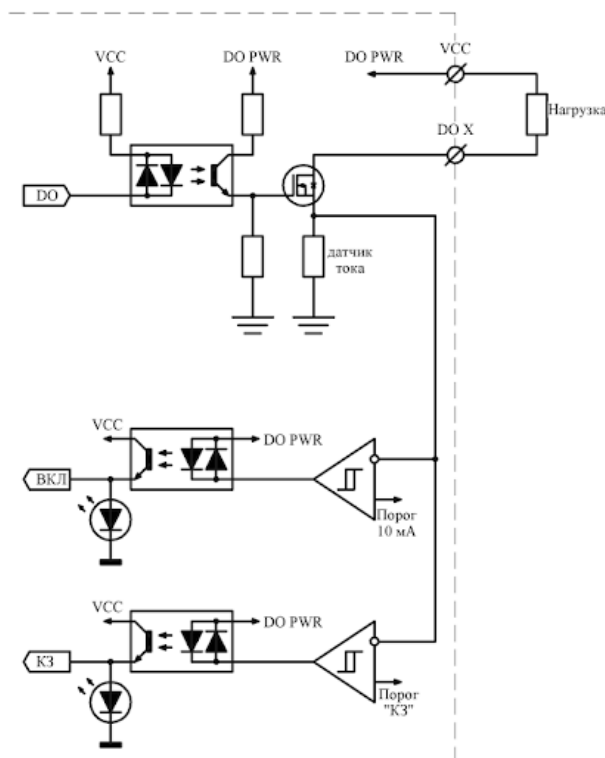 VCC
DO PWR
DO PWR
VCC
Нагрузка
DO X
DO
датчик
тока
VCC
DO PWR
ВКЛ
Порог
10 мА
VCC
DO PWR
КЗ
Порог
"КЗ"